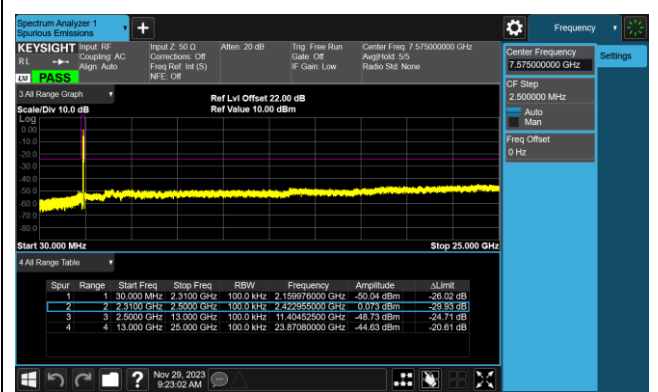 Spectrum Analyzer 1
Spurious Emissions
Frequency
KEYSIGHT
Input: RF
Input Z: 50 Ω
Atten: 20 dB
Trig: Free Run
Center Freq: 7.575000000 GHz
RL
Coupling: AC
Corrections: Off
Gate: Off
Avg|Hold: 5/5
Align: Auto
Freq Ref: Int (S)
IF Gain: Low
Radio Std: None
NFE: Off
LXI
PASS
Center Frequency
7.575000000 GHz
Settings
CF Step
2.500000 MHz
Auto
Man
Freq Offset
0 Hz
3 All Range Graph
Ref Lvl Offset 22.00 dB
Scale/Div 10.0 dB
Ref Value 10.00 dBm
Log
0.00
-10.0
-20.0
-30.0
-40.0
-50.0
-60.0
-70.0
-80.0
Start 30.000 MHz
Stop 25.000 GHz
4 All Range Table
Spur Range Start Freq Stop Freq RBW Frequency Amplitude ΔLimit
1 1 30.000 MHz 2.3100 GHz 100.0 kHz 2.159976000 GHz -50.04 dBm -26.02 dB
2 2 2.3100 GHz 2.5000 GHz 100.0 kHz 2.422955000 GHz 0.073 dBm -29.93 dB
3 3 2.5000 GHz 13.000 GHz 100.0 kHz 11.40452500 GHz -48.73 dBm -24.71 dB
4 4 13.000 GHz 25.000 GHz 100.0 kHz 23.87080000 GHz -44.63 dBm -20.61 dB
Nov 29, 2023
9:23:02 AM